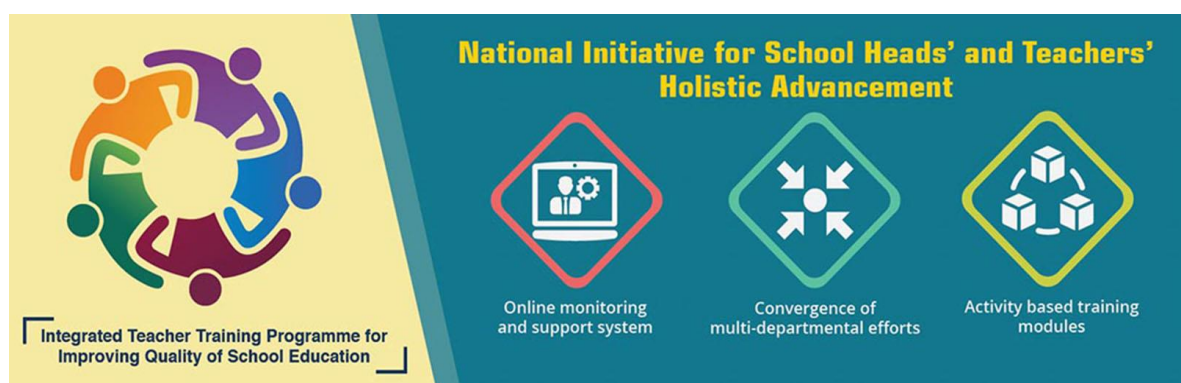 National Initiative for School Heads’ and Teachers’
Holistic Advancement
Online monitoring
and support system
Convergence of
multi-departmental efforts
Activity based training
modules
Integrated Teacher Training Programme for
Improving Quality of School Education